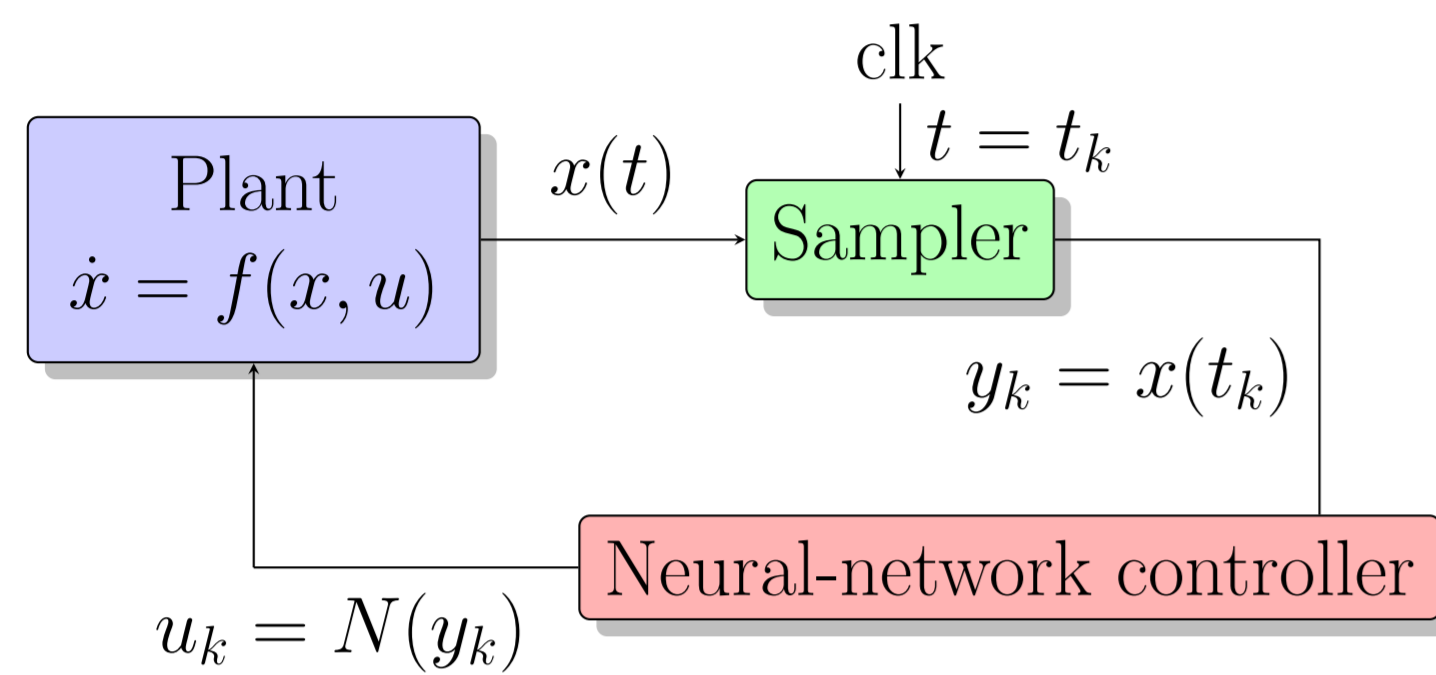 clk
t = t_k
Plant
ẋ = f(x, u)
x(t)
Sampler
y_k = x(t_k)
Neural-network controller
u_k = N(y_k)